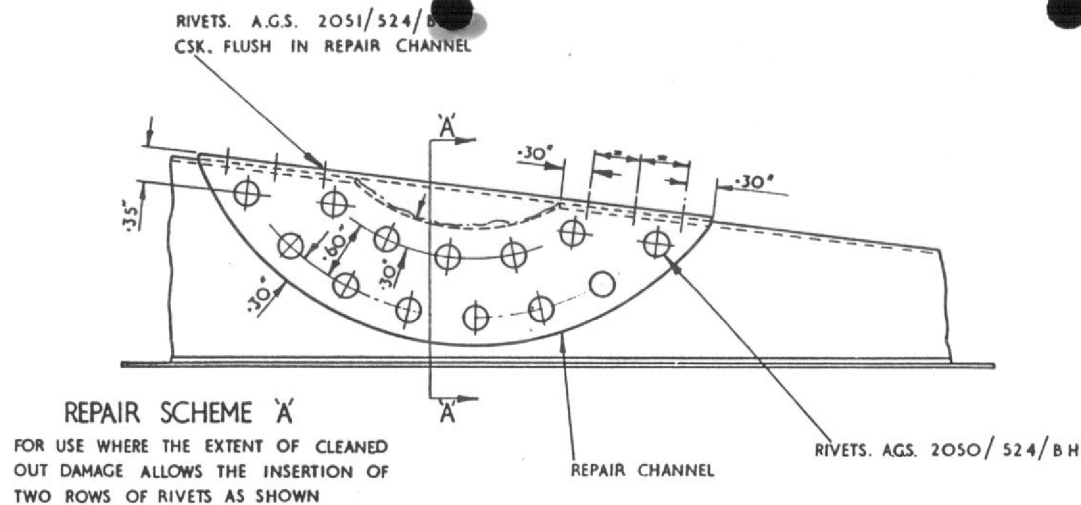 RIVETS. A.G.S. 2051/524/
CSK. FLUSH IN REPAIR CHANNEL
'A'
.30"
=
=
.30"
.35"
.60"
.30"
.30"
REPAIR SCHEME 'A'
FOR USE WHERE THE EXTENT OF CLEANED
OUT DAMAGE ALLOWS THE INSERTION OF
TWO ROWS OF RIVETS AS SHOWN
'A'
REPAIR CHANNEL
RIVETS. AGS. 2050/524/BH